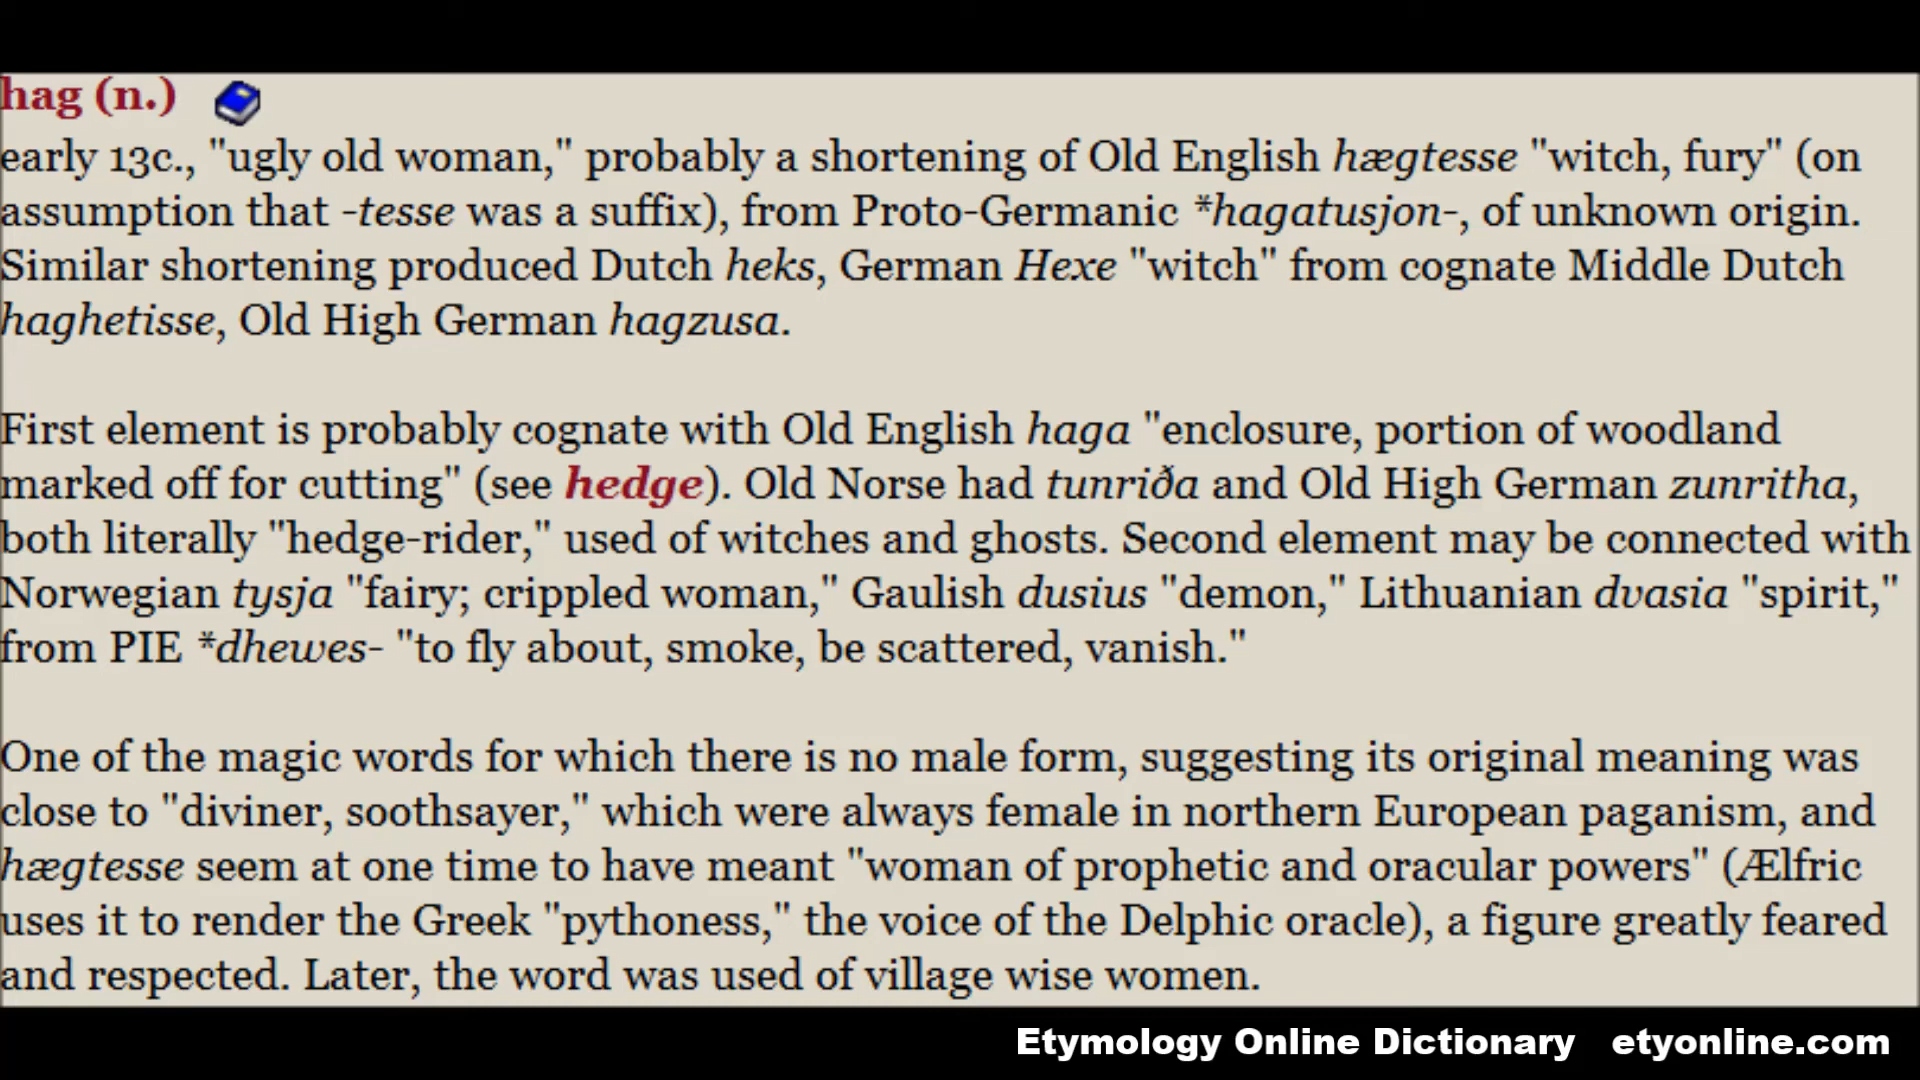 hag (n.)
early 13c., "ugly old woman," probably a shortening of Old English hægtesse "witch, fury" (on
assumption that -tesse was a suffix), from Proto-Germanic *hagatusjon-, of unknown origin.
Similar shortening produced Dutch heks, German Hexe "witch" from cognate Middle Dutch
haghetisse, Old High German hagzusa.
First element is probably cognate with Old English haga "enclosure, portion of woodland
marked off for cutting" (see hedge). Old Norse had tunriða and Old High German zunritha,
both literally "hedge-rider," used of witches and ghosts. Second element may be connected with
Norwegian tysja "fairy; crippled woman," Gaulish dusius "demon," Lithuanian dvasia "spirit,"
from PIE *dhewes- "to fly about, smoke, be scattered, vanish."
One of the magic words for which there is no male form, suggesting its original meaning was
close to "diviner, soothsayer," which were always female in northern European paganism, and
hægtesse seem at one time to have meant "woman of prophetic and oracular powers" (Ælfric
uses it to render the Greek "pythoness," the voice of the Delphic oracle), a figure greatly feared
and respected. Later, the word was used of village wise women.
Etymology Online Dictionary etyonline.com